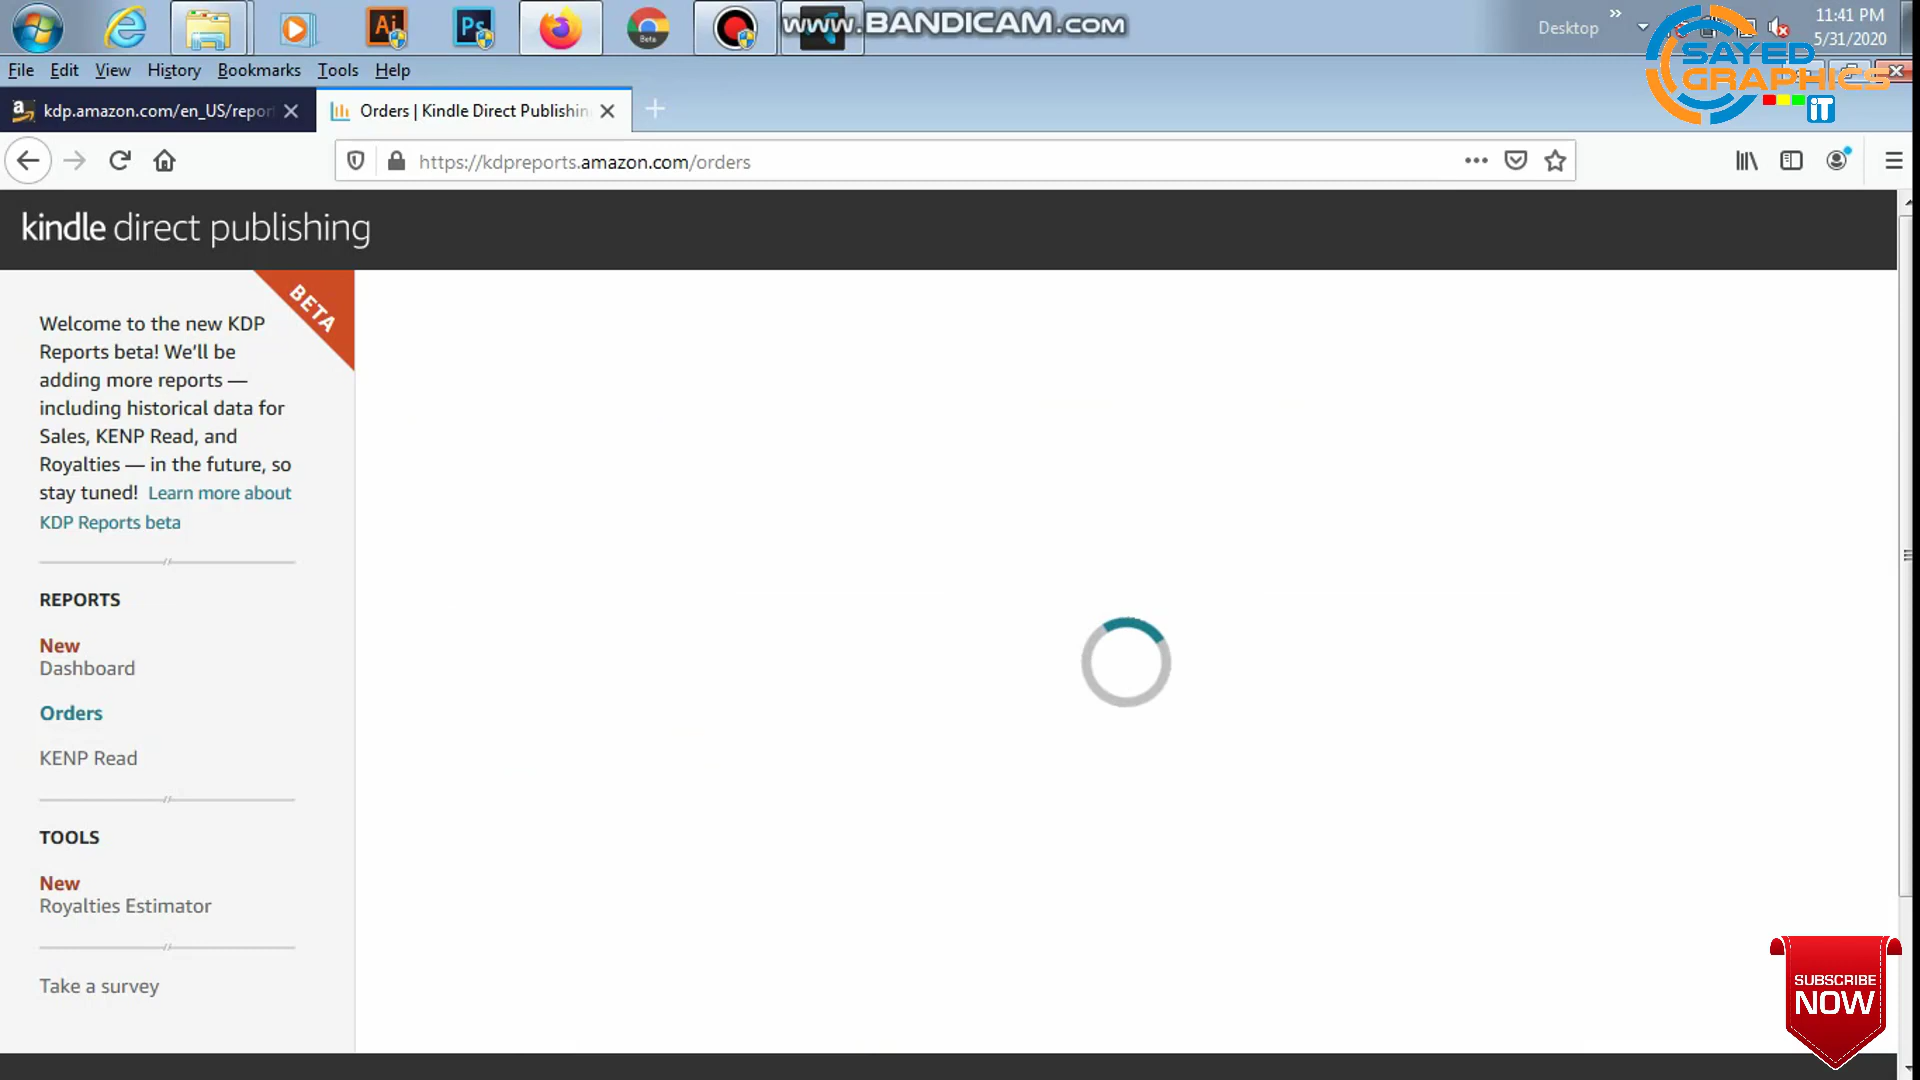 www.BANDICAM.com
Desktop
11:41 PM
5/31/2020
SAYED
GRAPHICS
iT
File Edit View History Bookmarks Tools Help
kdp.amazon.com/en_US/repor
Orders | Kindle Direct Publishin
https://kdpreports.amazon.com/orders
kindle direct publishing
BETA
Welcome to the new KDP
Reports beta! We'll be
adding more reports —
including historical data for
Sales, KENP Read, and
Royalties — in the future, so
stay tuned! Learn more about
KDP Reports beta
REPORTS
New
Dashboard
Orders
KENP Read
TOOLS
New
Royalties Estimator
Take a survey
SUBSCRIBE
NOW
Ai
Ps
Beta